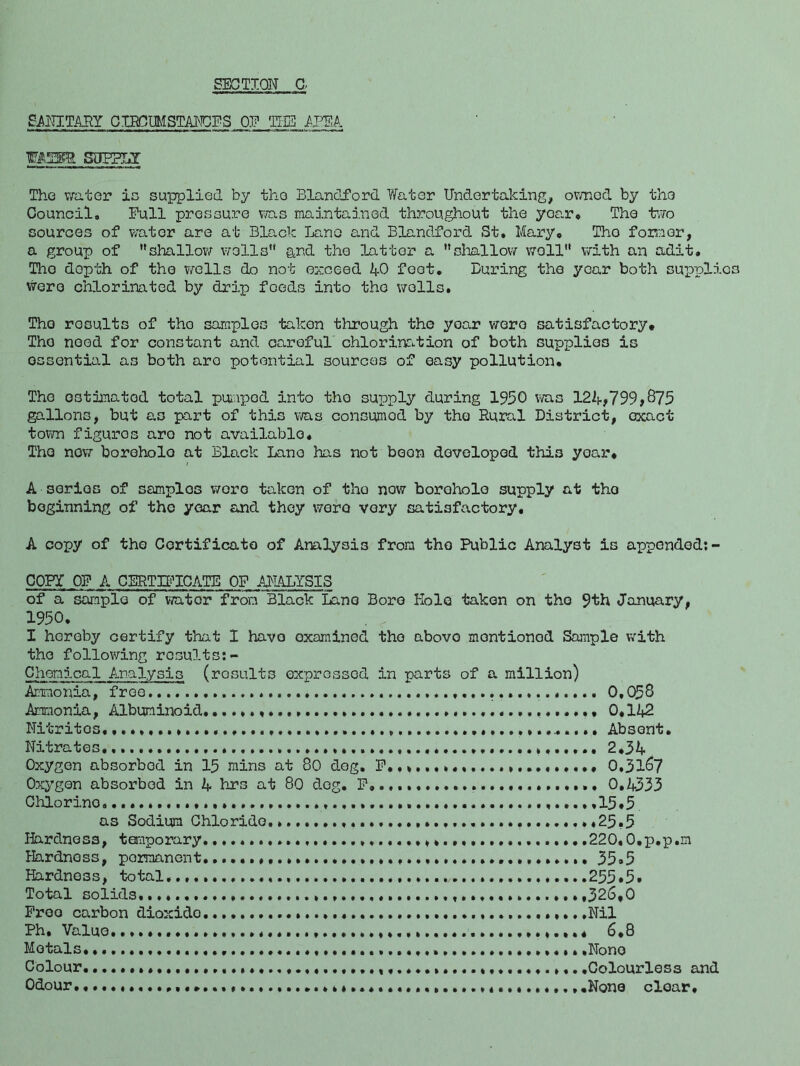 SECTION C
SANITARY CIRCUMSTANCES OF THE AREA
WATER SUPPLY
The water is supplied by the Blandford Water Undertaking, owned by the
Council. Full pressure was maintained throughout the year. The two
sources of water are at Black Lane and Blandford St. Mary. The former,
a group of "shallow wells" and the latter a "shallow well" with an adit.
The depth of the wells do not exceed 40 feet. During the year both supplies
were chlorinated by drip feeds into the wells.
The results of the samples taken through the year were satisfactory.
The need for constant and careful chlorination of both supplies is
essential as both are potential sources of easy pollution.
The estimated total pumped into the supply during 1950 was 124,799,875
gallons, but as part of this was consumed by the Rural District, exact
town figures are not available.
The new borehole at Black Lane has not been developed this year.
A series of samples were taken of the new borehole supply at the
beginning of the year and they were very satisfactory.
A copy of the Certificate of Analysis from the Public Analyst is appended:-
COPY OF A CERTIFICATE OF ANALYSIS
of a sample of water from Black Lane Bore Hole taken on the 9th January,
1950.
I hereby certify that I have examined the above mentioned Sample with
the following results:-
Chemical Analysis (results expressed in parts of a million)
Ammonia, free.................................................. 0.058
Ammonia, Albuminoid............................................ 0.142
Nitrites....................................................... Absent.
Nitrates....................................................... 2.34
Oxygen absorbed in 15 mins at 80 deg. F........................ 0.3167
Oxygen absorbed in 4 hrs at 80 deg. F.......................... 0.4333
Chlorine.......................................................15.5
as Sodium Chloride....................................25.5
Hardness, temporary............................................220.0.p.p.m
Hardness, permanent............................................ 35.5
Hardness, total................................................255.5.
Total solids...................................................326.0
Free carbon dioxide............................................Nil
Ph. Value...................................................... 6.8
Metals.........................................................None
Colour.........................................................Colourless and
Odour..........................................................None clear.